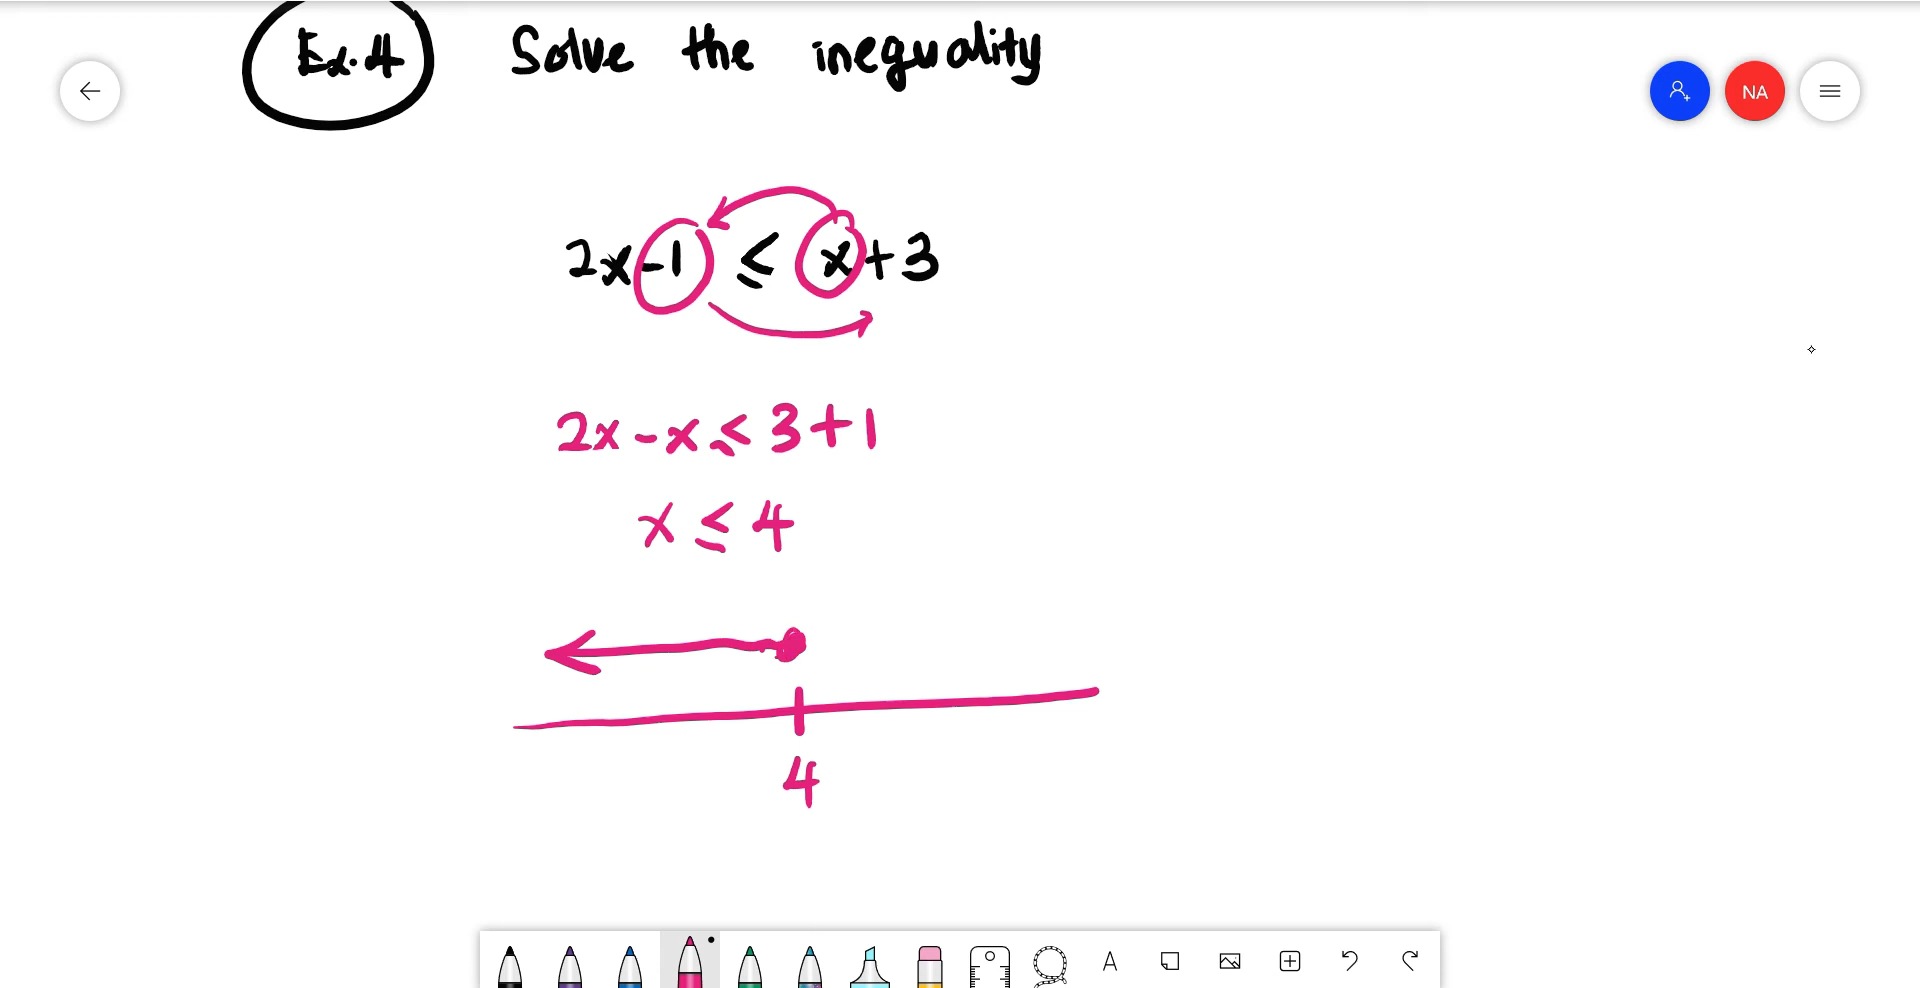 Ex.4 Solve the inequality
NA
2x-1 ≤ x+3
2x-x ≤ 3+1
x ≤ 4
4
A